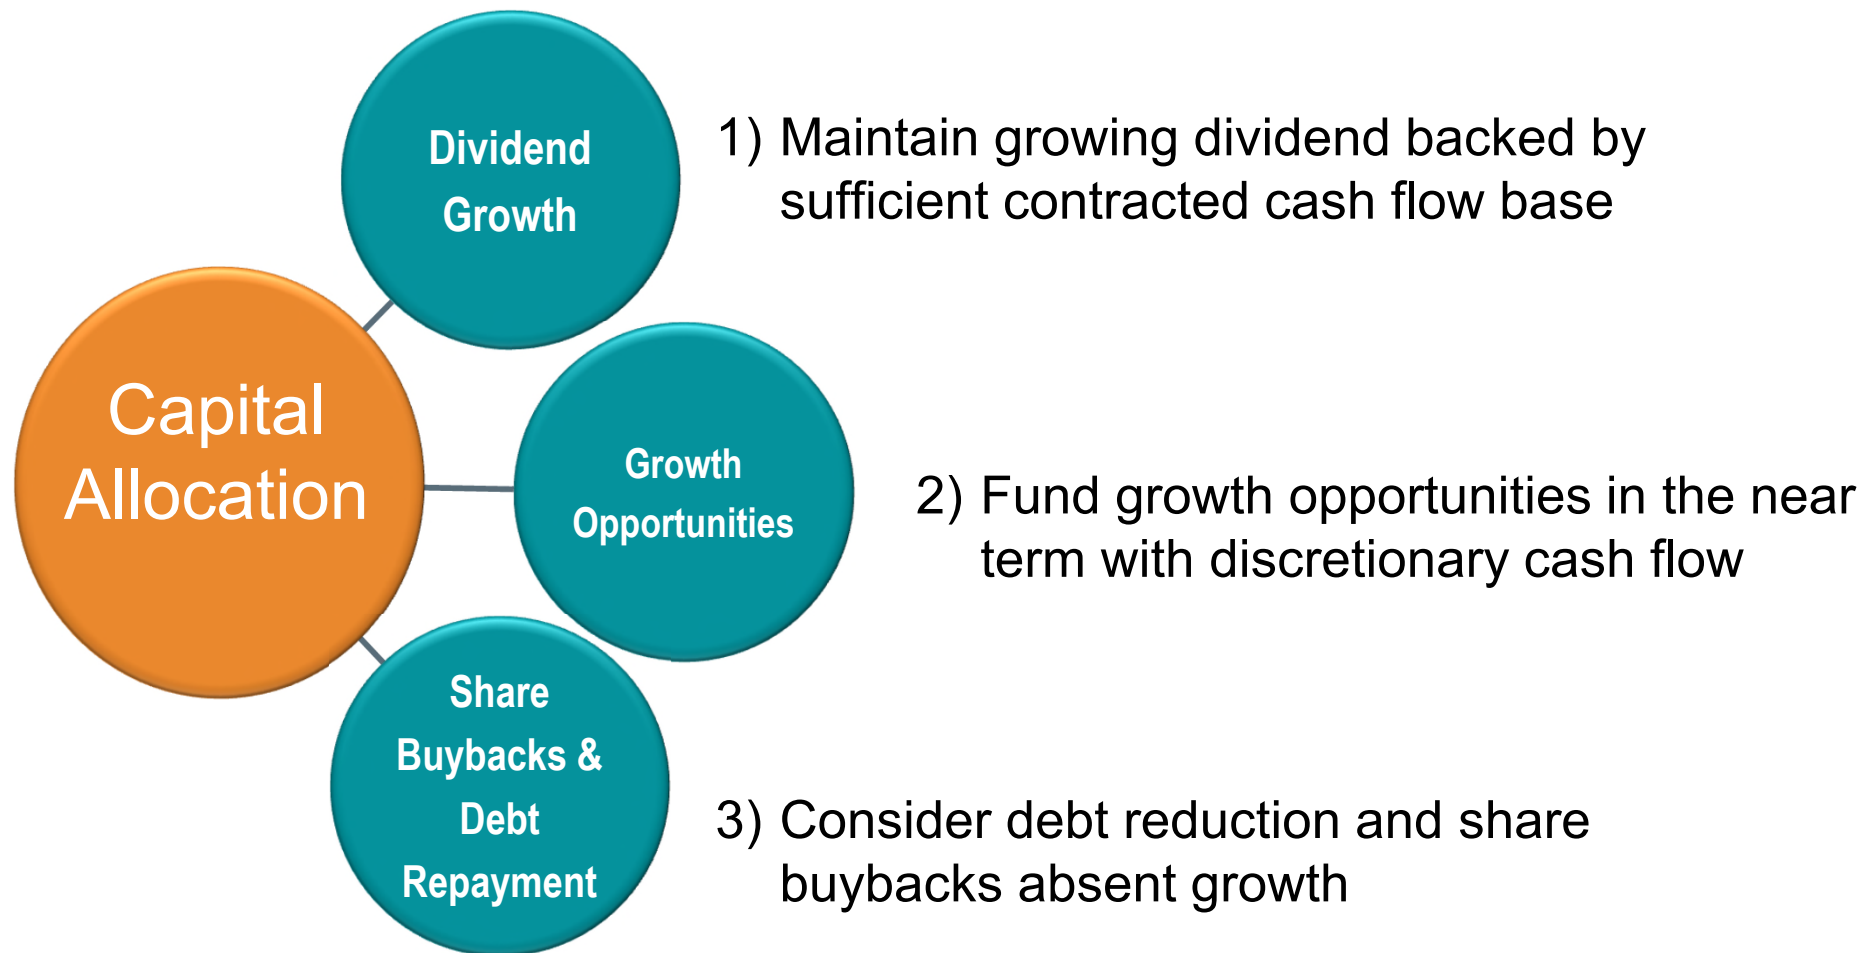 Capital
Allocation
Dividend
Growth
1) Maintain growing dividend backed by
sufficient contracted cash flow base
Growth
Opportunities
2) Fund growth opportunities in the near
term with discretionary cash flow
Share
Buybacks &
Debt
Repayment
3) Consider debt reduction and share
buybacks absent growth